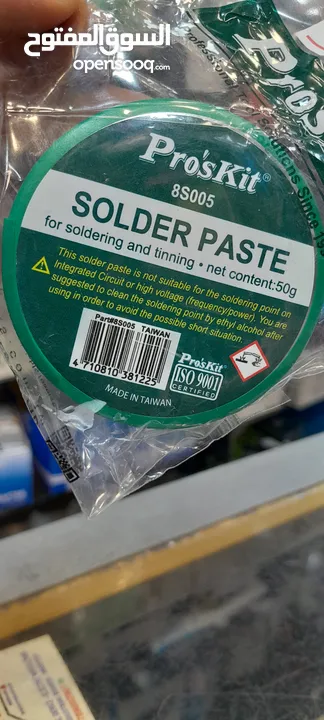 السوق المفتوح
opensooq.com
Pro'sKit
Pro'sKit®
8S005
SOLDER PASTE
for soldering and tinning • net content:50g
This solder paste is not suitable for the soldering point on
Integrated Circuit or high voltage (frequency/power). You are
suggested to clean the soldering point by ethyl alcohol after
using in order to avoid the possible short situation.
Part#8S005 TAIWAN
4 710810 381225
Pro'sKit
ISO 9001
CERTIFIED
MADE IN TAIWAN